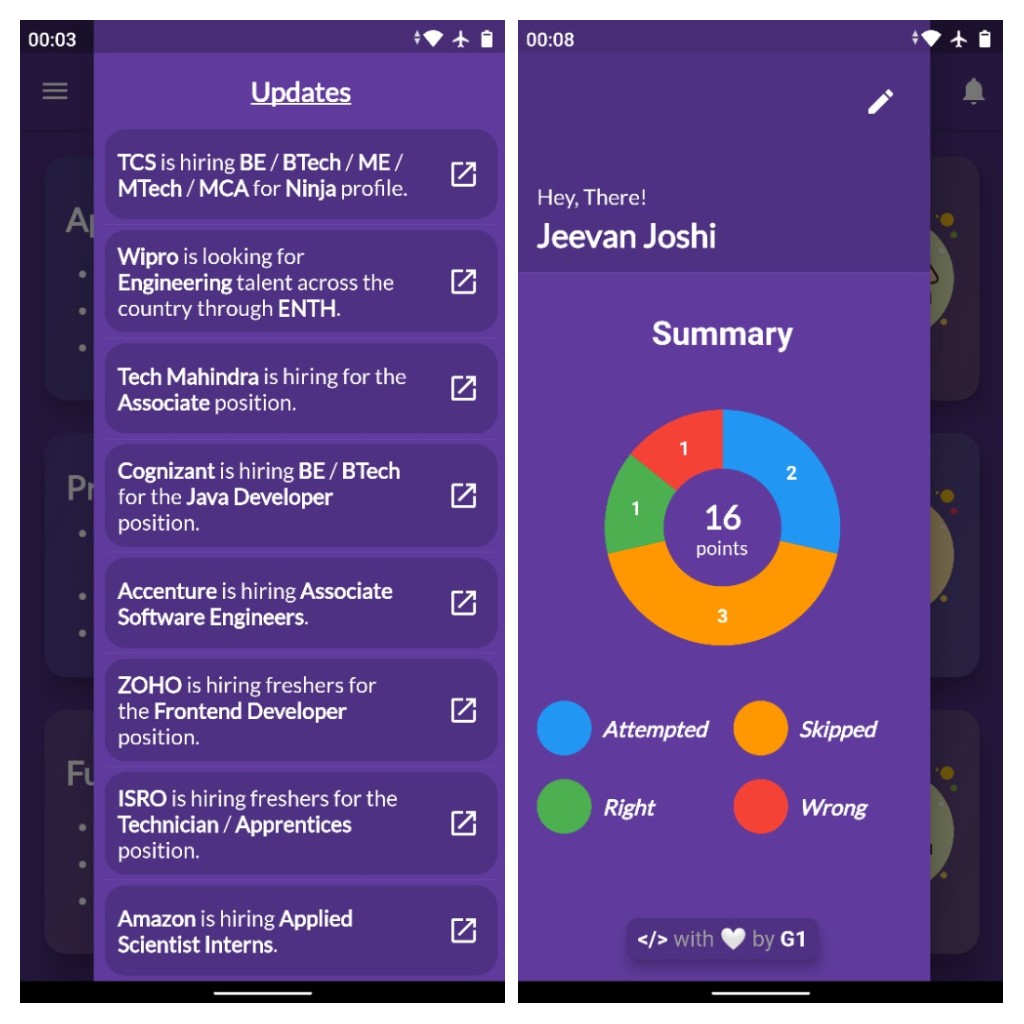 00:03
Updates
TCS is hiring BE / BTech / ME /
MTech / MCA for Ninja profile.
Wipro is looking for
Engineering talent across the
country through ENTH.
Tech Mahindra is hiring for the
Associate position.
Cognizant is hiring BE / BTech
for the Java Developer
position.
Accenture is hiring Associate
Software Engineers.
ZOHO is hiring freshers for
the Frontend Developer
position.
ISRO is hiring freshers for the
Technician / Apprentices
position.
Amazon is hiring Applied
Scientist Interns.
Ap
Pr
Fu
00:08
Hey, There!
Jeevan Joshi
Summary
1
2
1
16
points
3
Attempted
Skipped
Right
Wrong
</> with 🤍 by G1